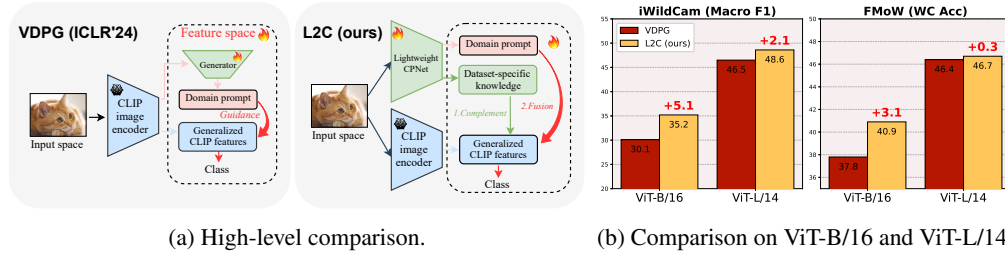 VDPG (ICLR'24)
Feature space
Generator
Domain prompt
Guidance
CLIP
image
encoder
Input space
Generalized
CLIP features
Class
L2C (ours)
Lightweight
CPNet
Domain prompt
Dataset-specific
knowledge
1.Complement
2.Fusion
Input space
CLIP
image
encoder
Generalized
CLIP features
Class
(a) High-level comparison.
iWildCam (Macro F1)
VDPG
L2C (ours)
55
50
45
40
35
30
25
20
30.1
+5.1
35.2
46.5
+2.1
48.6
ViT-B/16
ViT-L/14
FMoW (WC Acc)
50
48
46
44
42
40
38
36
37.8
+3.1
40.9
46.4
+0.3
46.7
ViT-B/16
ViT-L/14
(b) Comparison on ViT-B/16 and ViT-L/14